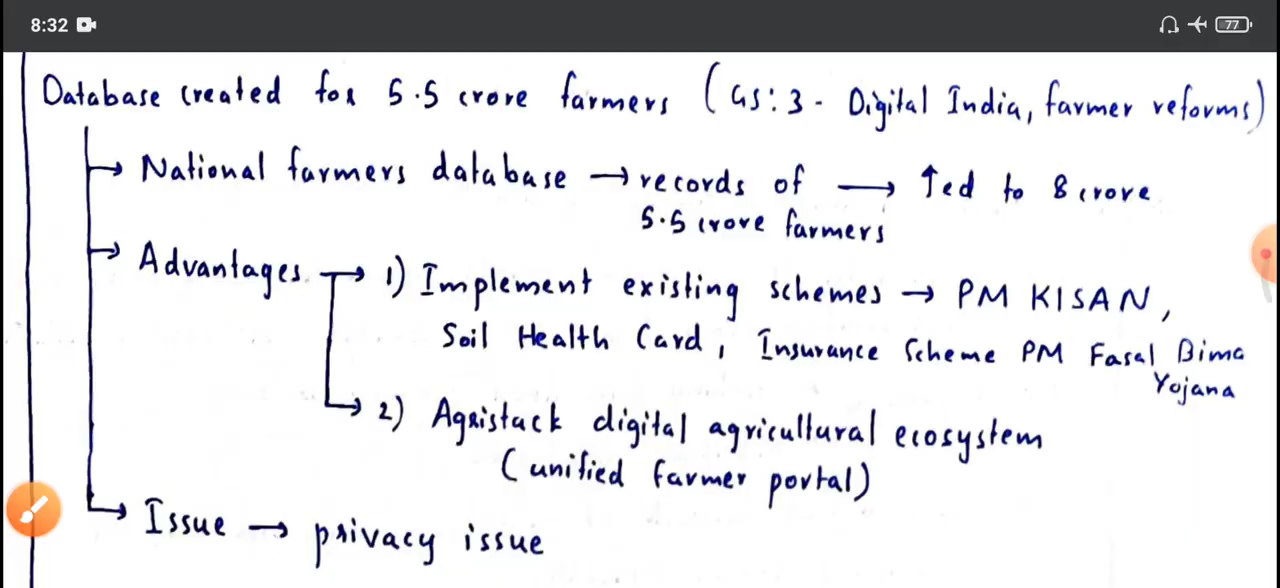 8:32 77
Database created for 5.5 crore farmers (GS:3 - Digital India, farmer reforms)
→ National farmers database → records of → ↑ed to 8 crore
5.5 crore farmers
→ Advantages → 1) Implement existing schemes → PM KISAN,
Soil Health Card, Insurance Scheme PM Fasal Bima
Yojana
→ 2) Agristack digital agricultural ecosystem
(unified farmer portal)
→ Issue → privacy issue